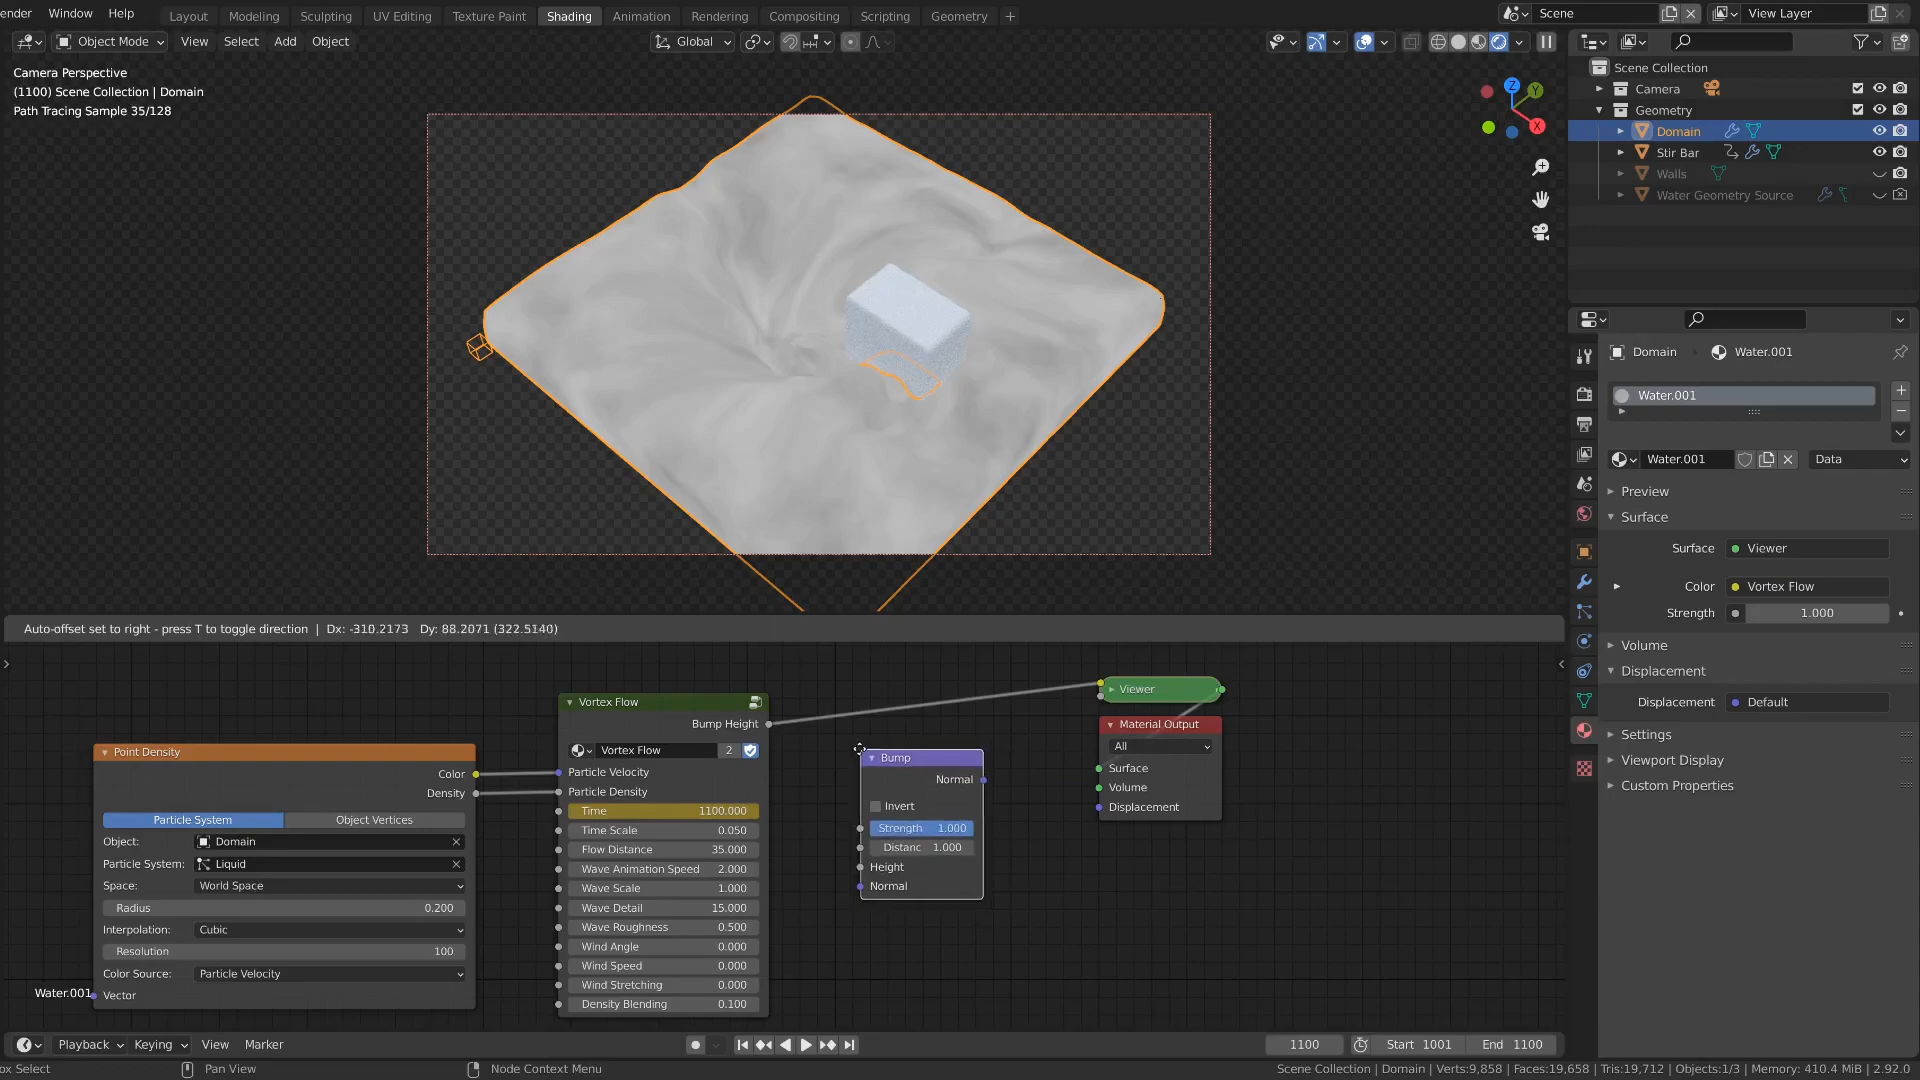 ender Window Help
Layout Modeling Sculpting UV Editing Texture Paint Shading Animation Rendering Compositing Scripting Geometry +
Scene View Layer
Object Mode View Select Add Object
Global
Camera Perspective
(1100) Scene Collection | Domain
Path Tracing Sample 35/128
Z
Y
X
Scene Collection
Camera
Geometry
Domain
Stir Bar
Walls
Water Geometry Source
Domain Water.001
Water.001
Water.001 Data
Preview
Surface
Surface Viewer
Color Vortex Flow
Strength 1.000
Volume
Displacement
Displacement Default
Settings
Viewport Display
Custom Properties
Auto-offset set to right - press T to toggle direction | Dx: -310.2173 Dy: 88.2071 (322.5140)
Point Density
Color
Density
Particle System Object Vertices
Object: Domain
Particle System: Liquid
Space: World Space
Radius 0.200
Interpolation: Cubic
Resolution 100
Color Source: Particle Velocity
Vector
Water.001
Vortex Flow
Bump Height
Vortex Flow 2
Particle Velocity
Particle Density
Time 1100.000
Time Scale 0.050
Flow Distance 35.000
Wave Animation Speed 2.000
Wave Scale 1.000
Wave Detail 15.000
Wave Roughness 0.500
Wind Angle 0.000
Wind Speed 0.000
Wind Stretching 0.000
Density Blending 0.100
Bump
Normal
Invert
Strength 1.000
Distanc 1.000
Height
Normal
Viewer
Material Output
All
Surface
Volume
Displacement
Playback Keying View Marker
1100 Start 1001 End 1100
ox Select Pan View Node Context Menu
Scene Collection | Domain | Verts:9,858 | Faces:19,658 | Tris:19,712 | Objects:1/3 | Memory: 410.4 MiB | 2.92.0